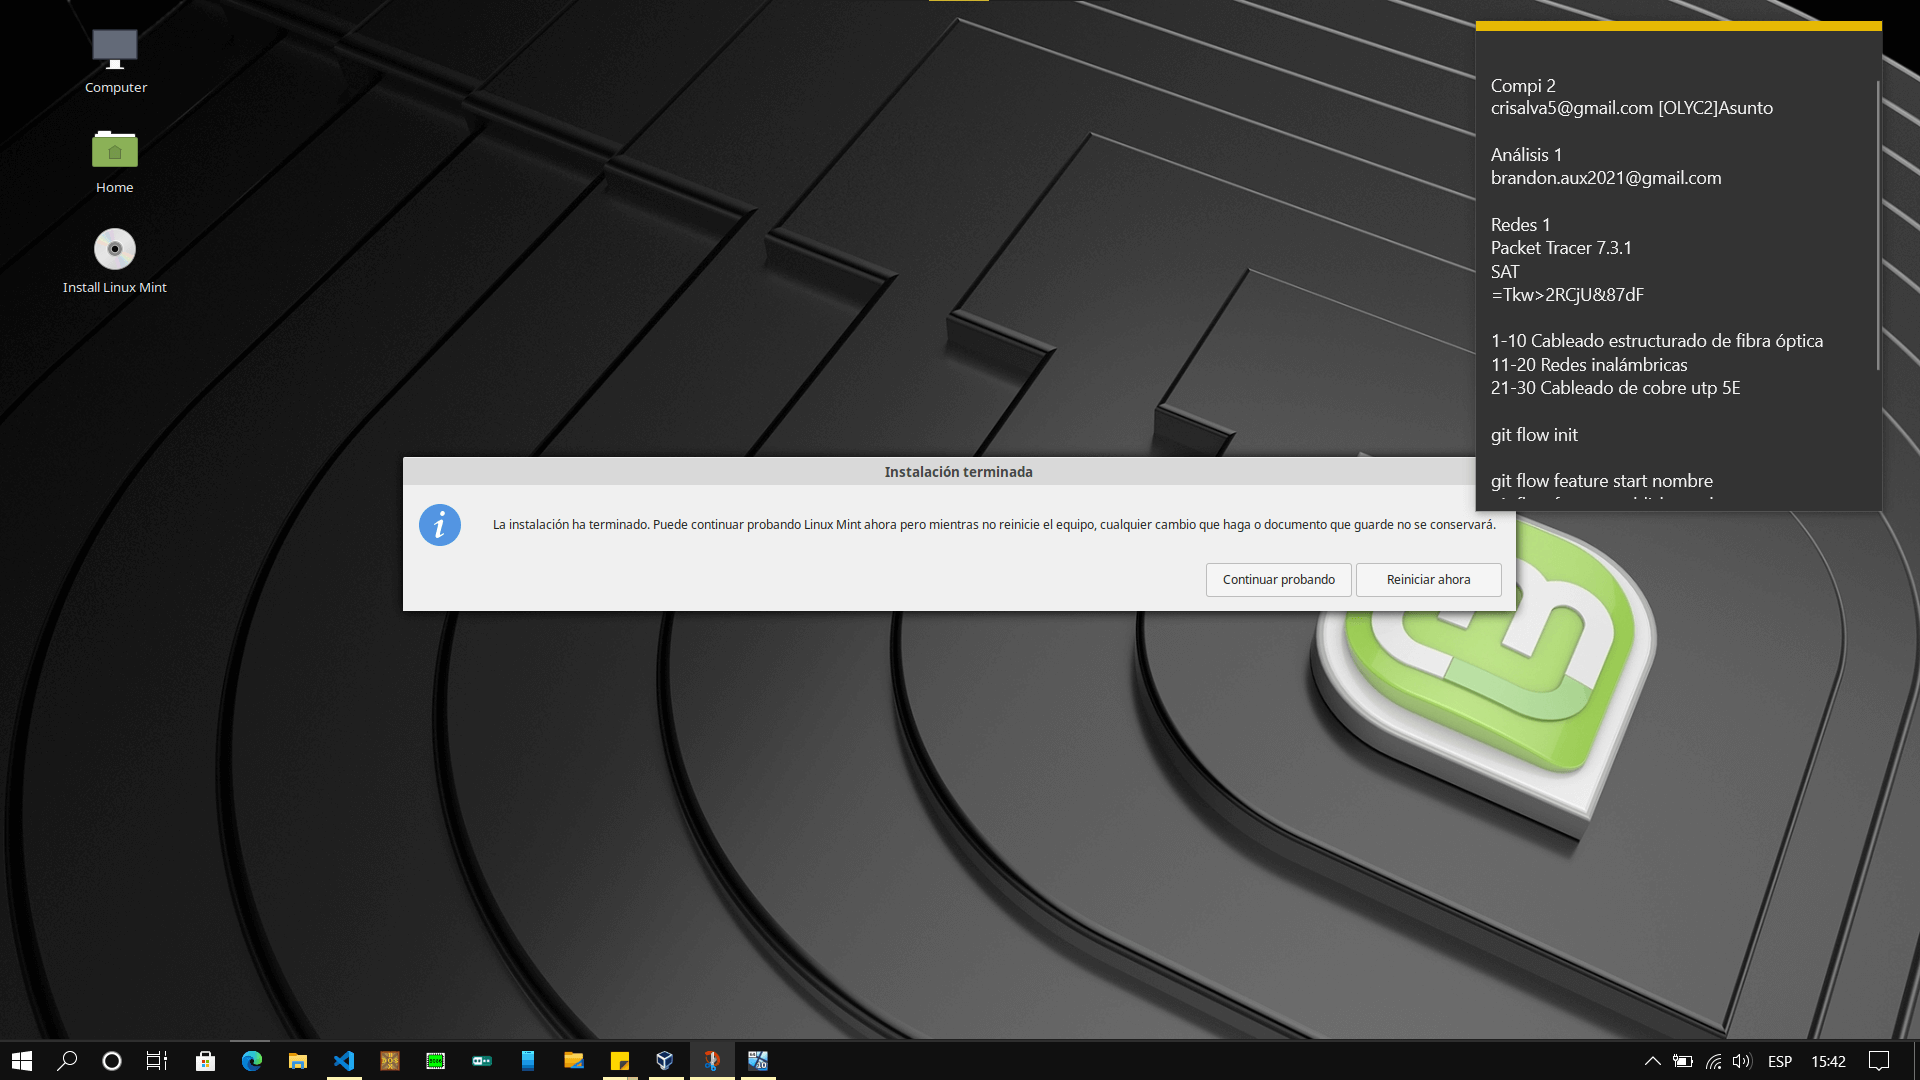 Computer
Home
Install Linux Mint
Compi 2
crisalva5@gmail.com [OLYC2]Asunto
Análisis 1
brandon.aux2021@gmail.com
Redes 1
Packet Tracer 7.3.1
SAT
=Tkw>2RCjU&87dF
1-10 Cableado estructurado de fibra óptica
11-20 Redes inalámbricas
21-30 Cableado de cobre utp 5E
git flow init
git flow feature start nombre
Instalación terminada
La instalación ha terminado. Puede continuar probando Linux Mint ahora pero mientras no reinicie el equipo, cualquier cambio que haga o documento que guarde no se conservará.
Continuar probando
Reiniciar ahora
ESP
15:42